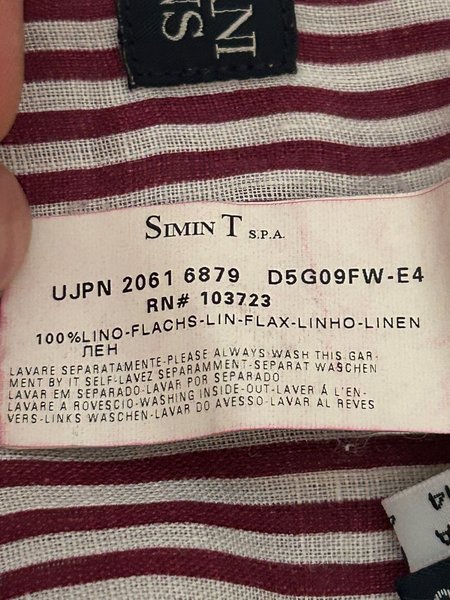 SIMIN T S.P.A.
UJPN 2061 6879 D5G09FW-E4
RN# 103723
100%LINO-FLACHS-LIN-FLAX-LINHO-LINEN
ЛЕН
LAVARE SEPARATAMENTE-PLEASE ALWAYS WASH THIS GAR-
MENT BY IT SELF-LAVEZ SEPARAMMENT-SEPARAT WASCHEN
LAVAR EM SEPARADO-LAVAR POR SEPARADO
LAVARE A ROVESCIO-WASHING INSIDE-OUT-LAVER Á L'EN-
VERS-LINKS WASCHEN-LAVAR DO AVESSO-LAVAR AL REVES